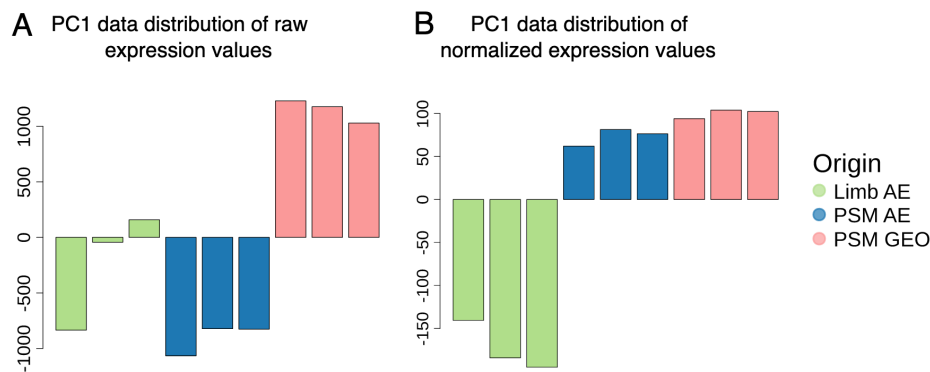 A
PC1 data distribution of raw
expression values
1000
500
0
-500
-1000
B
PC1 data distribution of
normalized expression values
100
50
0
-50
-100
-150
Origin
Limb AE
PSM AE
PSM GEO